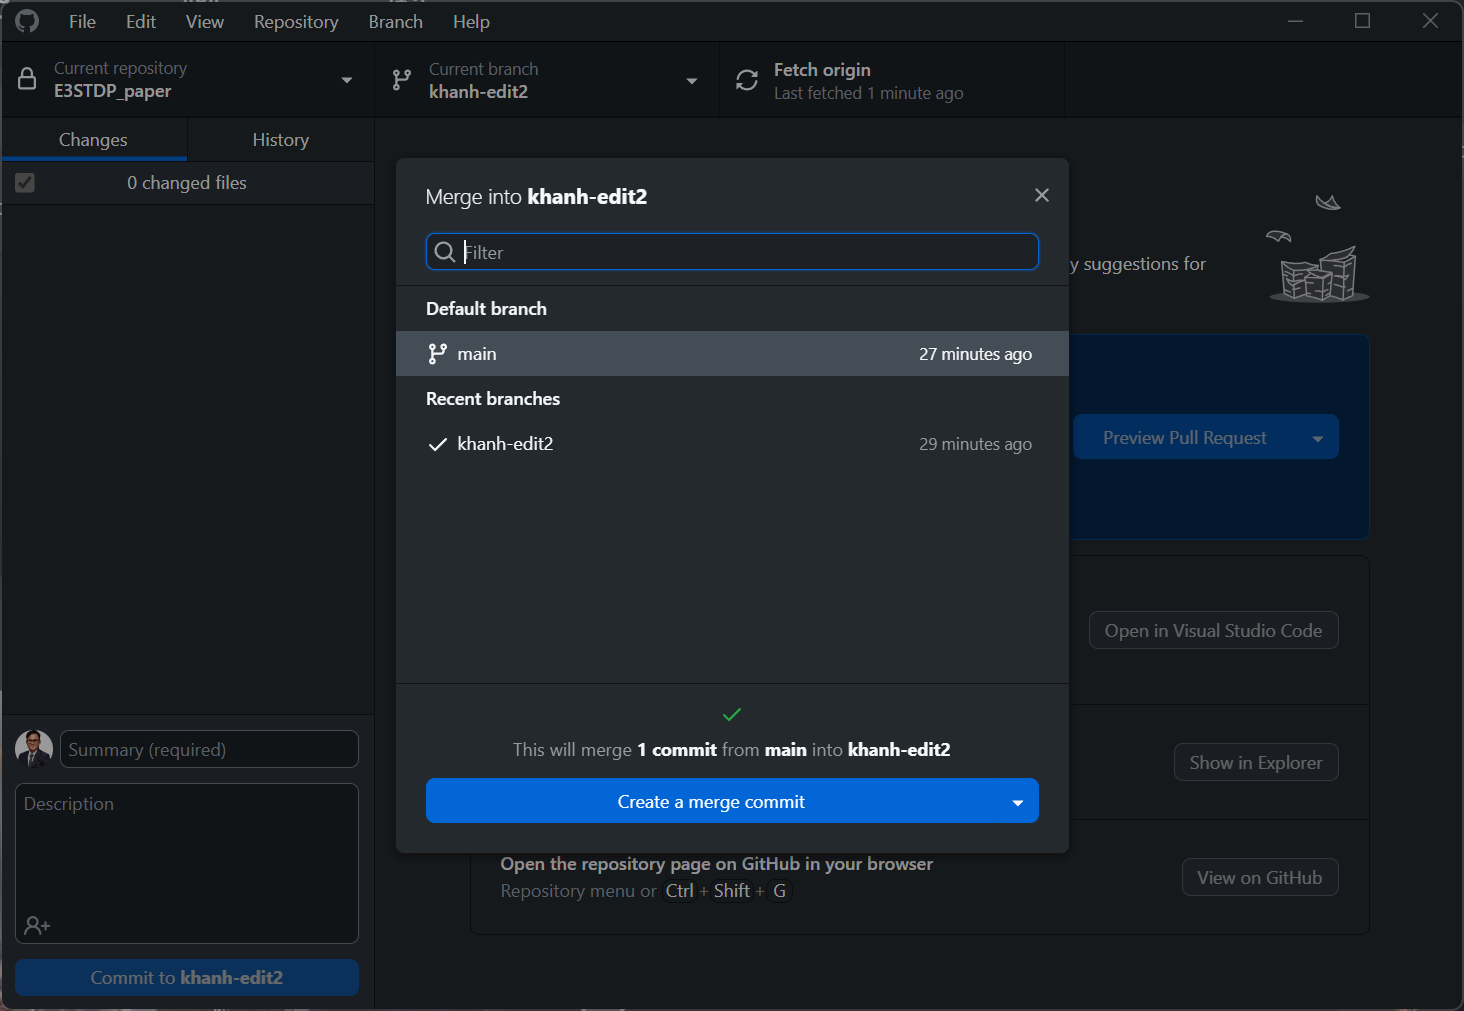 File Edit View Repository Branch Help
Current repository
E3STDP_paper
Current branch
khanh-edit2
Fetch origin
Last fetched 1 minute ago
Changes History
0 changed files
Merge into khanh-edit2
Filter
y suggestions for
Default branch
main 27 minutes ago
Recent branches
khanh-edit2 29 minutes ago
Preview Pull Request
Open in Visual Studio Code
This will merge 1 commit from main into khanh-edit2
Create a merge commit
Show in Explorer
Open the repository page on GitHub in your browser
Repository menu or Ctrl + Shift + G
View on GitHub
Summary (required)
Description
Commit to khanh-edit2